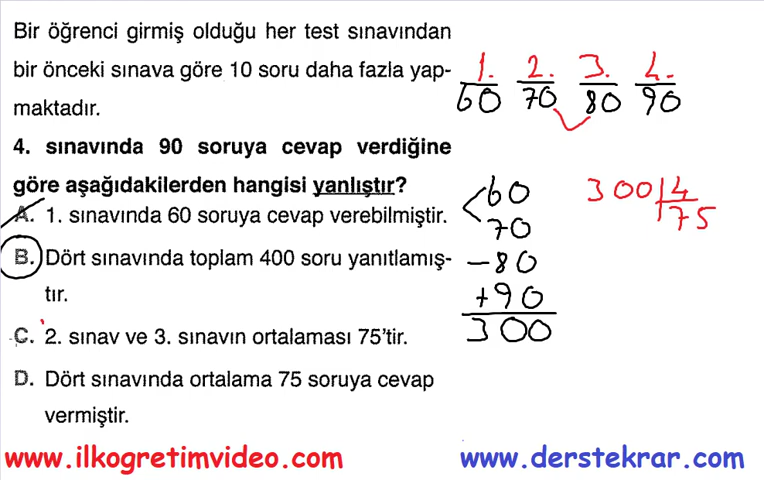 Bir öğrenci girmiş olduğu her test sınavından
bir önceki sınava göre 10 soru daha fazla yap-
maktadır.
4. sınavında 90 soruya cevap verdiğine
göre aşağıdakilerden hangisi yanlıştır?
A. 1. sınavında 60 soruya cevap verebilmiştir.
B. Dört sınavında toplam 400 soru yanıtlamış-
tır.
C. 2. sınav ve 3. sınavın ortalaması 75'tir.
D. Dört sınavında ortalama 75 soruya cevap
vermiştir.
1. 2. 3. 4.
60 70 80 90
60
70
80
+90
300
300 4
75
www.ilkogretimvideo.com
www.derstekrar.com